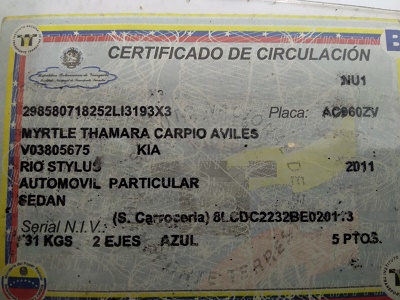 CERTIFICADO DE CIRCULACIÓN
NU1
298580718252LI3193X3 Placa: AC960ZV
MYRTLE THAMARA CARPIO AVILES
V03805675 KIA
RIO STYLUS 2011
AUTOMOVIL PARTICULAR
SEDAN
(S. Carroceria) 8LCDC2232BE020113
Serial N.I.V.:
31 KGS 2 EJES AZUL 5 PTOS.